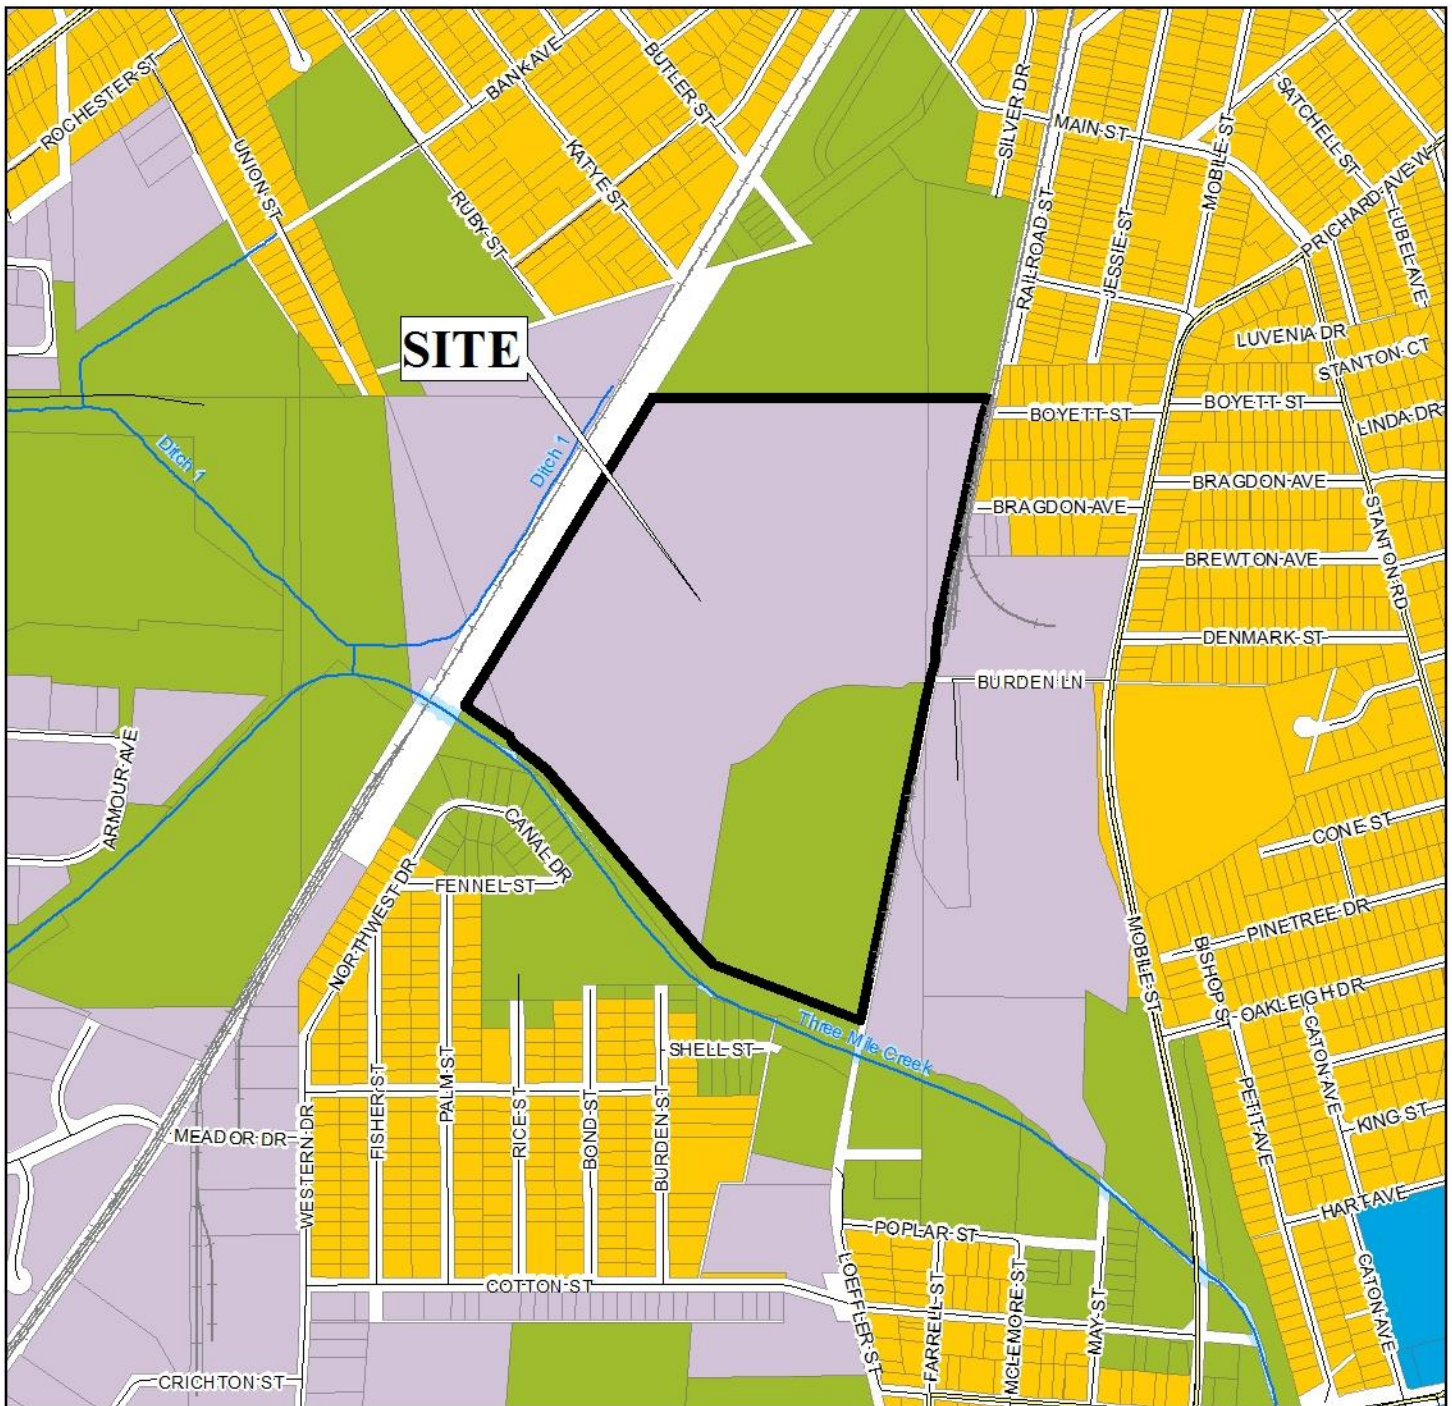 ROCHESTER ST
UNION ST
BANK AVE
BUTLER ST
KATYE ST
RUBY ST
SILVER DR
MAIN ST
MOBILE ST
SATCHELL ST
PRICHARD AVE W
LUBEL AVE
JESSIE ST
RAILROAD ST
SITE
LUVENIA DR
STANTON CT
BOYETT ST
BOYETT ST
LINDA DR
Ditch 1
Ditch 1
BRAGDON AVE
BRAGDON AVE
STANTON RD
BREWTON AVE
DENMARK ST
BURDEN LN
ARMOUR AVE
CANAL DR
CONE ST
FENNEL ST
NORTHWEST DR
PINETREE DR
MOBILE ST
BISHOP ST
OAKLEIGH DR
CATON AVE
Three Mile Creek
SHELL ST
FISHER ST
PALM ST
RICE ST
BOND ST
BURDEN ST
PETIT AVE
KING ST
MEADOR DR
WESTERN DR
HART AVE
POPLAR ST
LOEFFLER ST
COTTON ST
FARRELL ST
MCLEMORE ST
MAY ST
CATON AVE
CRICHTON ST